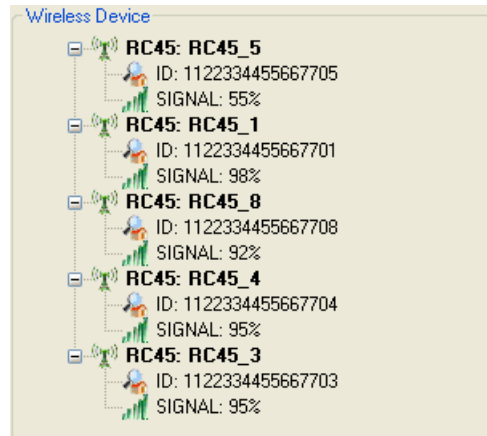 Wireless Device
RC45: RC45_5
ID: 1122334455667705
SIGNAL: 55%
RC45: RC45_1
ID: 1122334455667701
SIGNAL: 98%
RC45: RC45_8
ID: 1122334455667708
SIGNAL: 92%
RC45: RC45_4
ID: 1122334455667704
SIGNAL: 95%
RC45: RC45_3
ID: 1122334455667703
SIGNAL: 95%